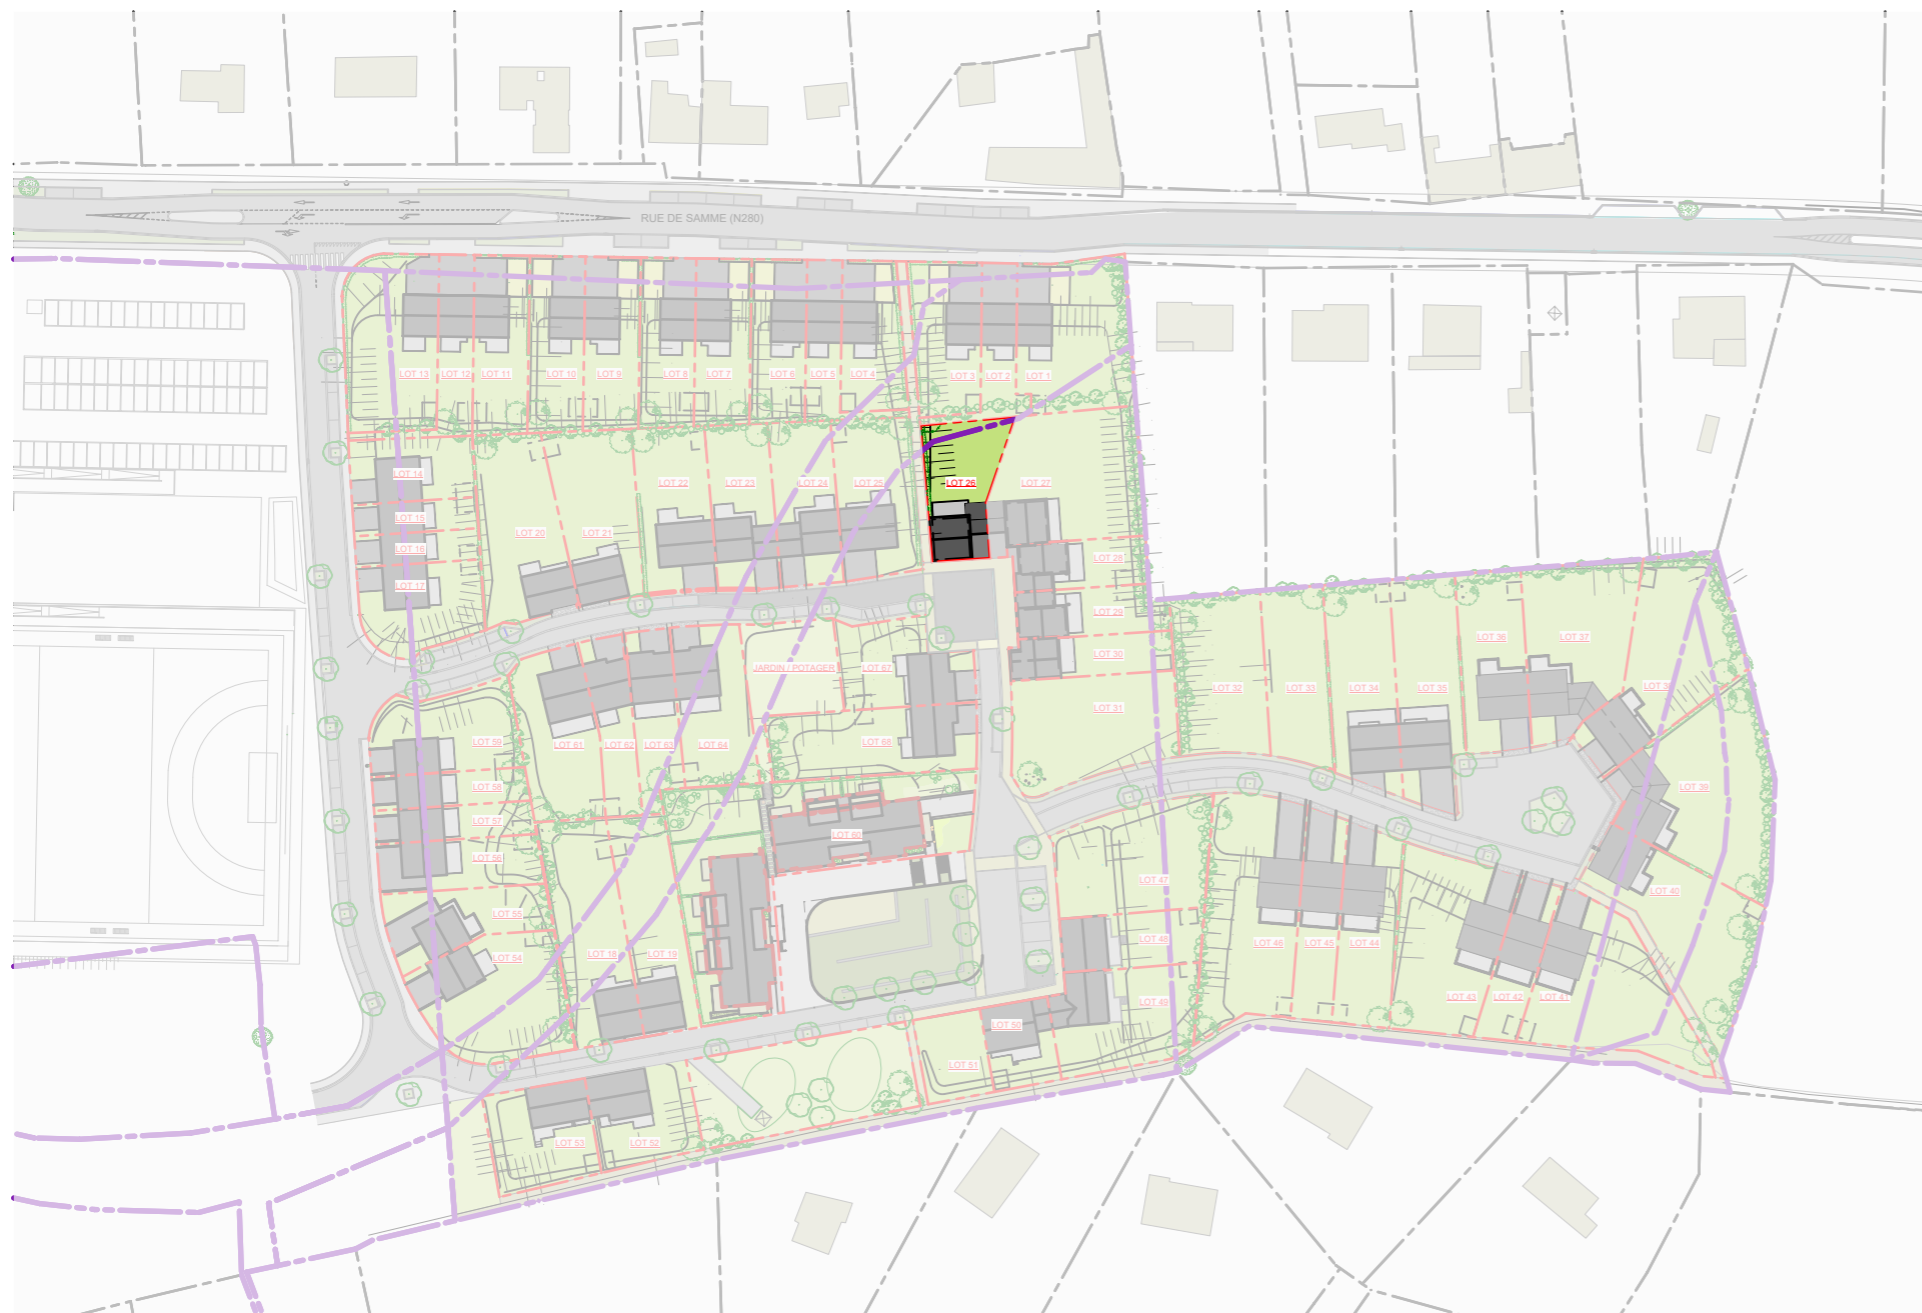 RUE DE SAMME (N280)
LOT 13
LOT 12
LOT 11
LOT 10
LOT 9
LOT 8
LOT 7
LOT 6
LOT 5
LOT 4
LOT 3
LOT 2
LOT 1
LOT 14
LOT 15
LOT 16
LOT 17
LOT 20
LOT 21
LOT 22
LOT 23
LOT 24
LOT 25
LOT 26
LOT 27
LOT 28
LOT 29
LOT 30
LOT 31
LOT 32
LOT 33
LOT 34
LOT 35
LOT 36
LOT 37
LOT 39
LOT 40
JARDIN / POTAGER
LOT 67
LOT 68
LOT 59
LOT 58
LOT 57
LOT 56
LOT 55
LOT 54
LOT 61
LOT 62
LOT 63
LOT 64
LOT 60
LOT 18
LOT 19
LOT 47
LOT 48
LOT 49
LOT 50
LOT 51
LOT 46
LOT 45
LOT 44
LOT 43
LOT 42
LOT 41
LOT 53
LOT 52